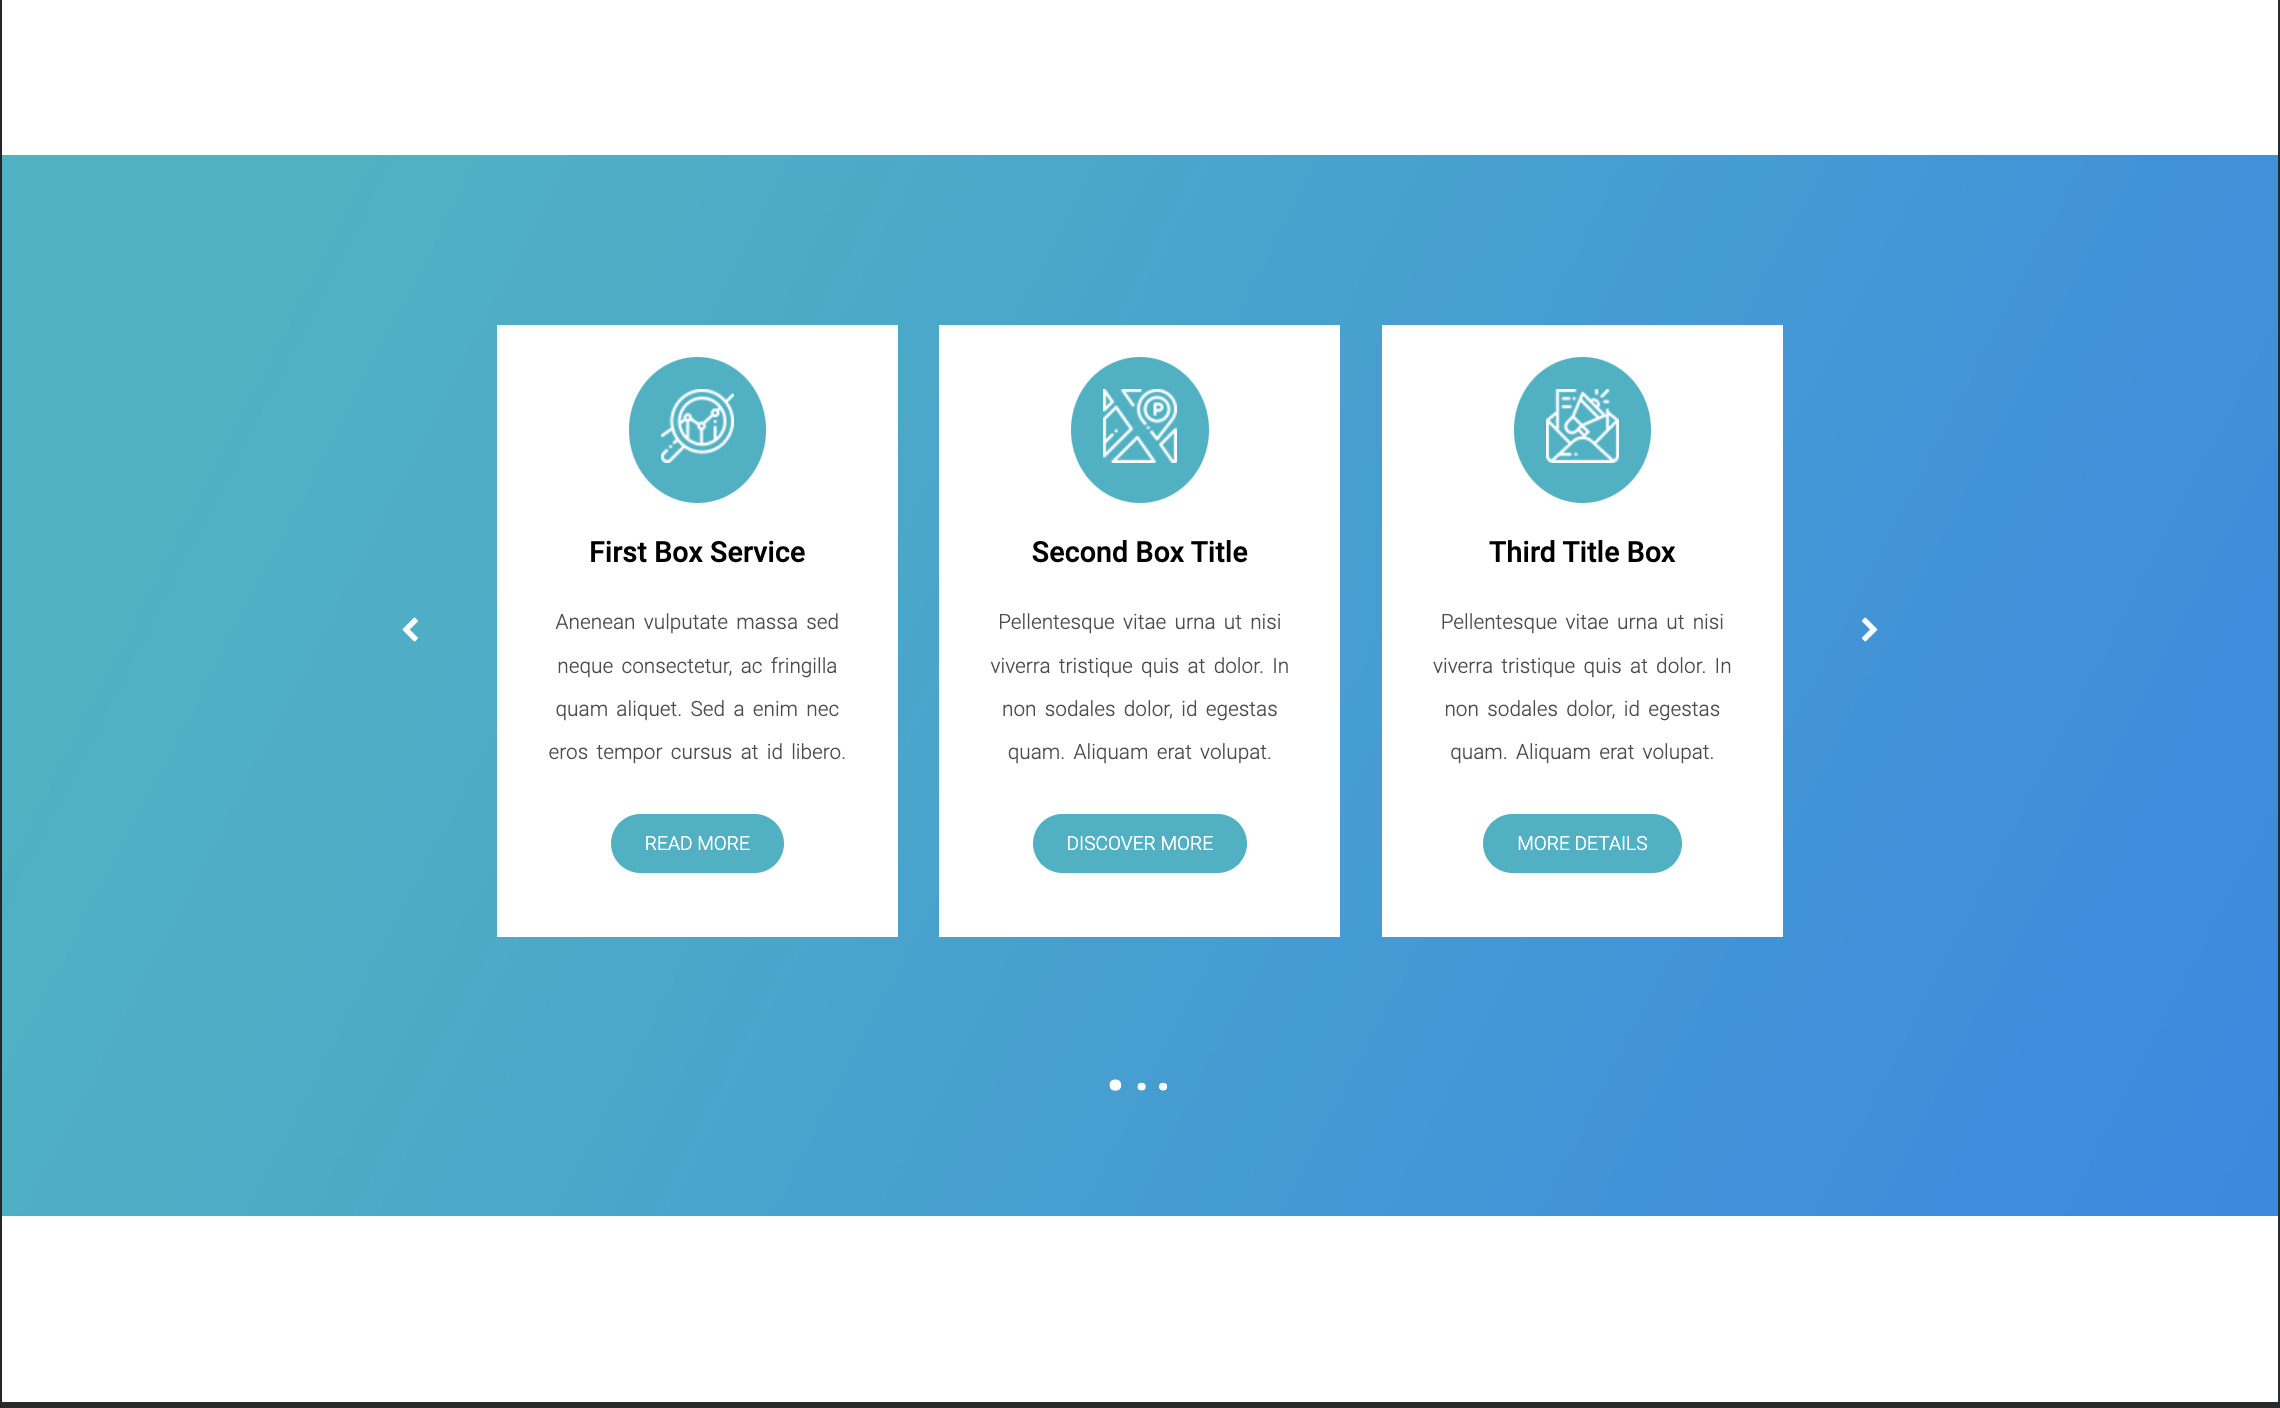 First Box Service
Anenean vulputate massa sed
neque consectetur, ac fringilla
quam aliquet. Sed a enim nec
eros tempor cursus at id libero.
READ MORE
P
Second Box Title
Pellentesque vitae urna ut nisi
viverra tristique quis at dolor. In
non sodales dolor, id egestas
quam. Aliquam erat volupat.
DISCOVER MORE
Third Title Box
Pellentesque vitae urna ut nisi
viverra tristique quis at dolor. In
non sodales dolor, id egestas
quam. Aliquam erat volupat.
MORE DETAILS